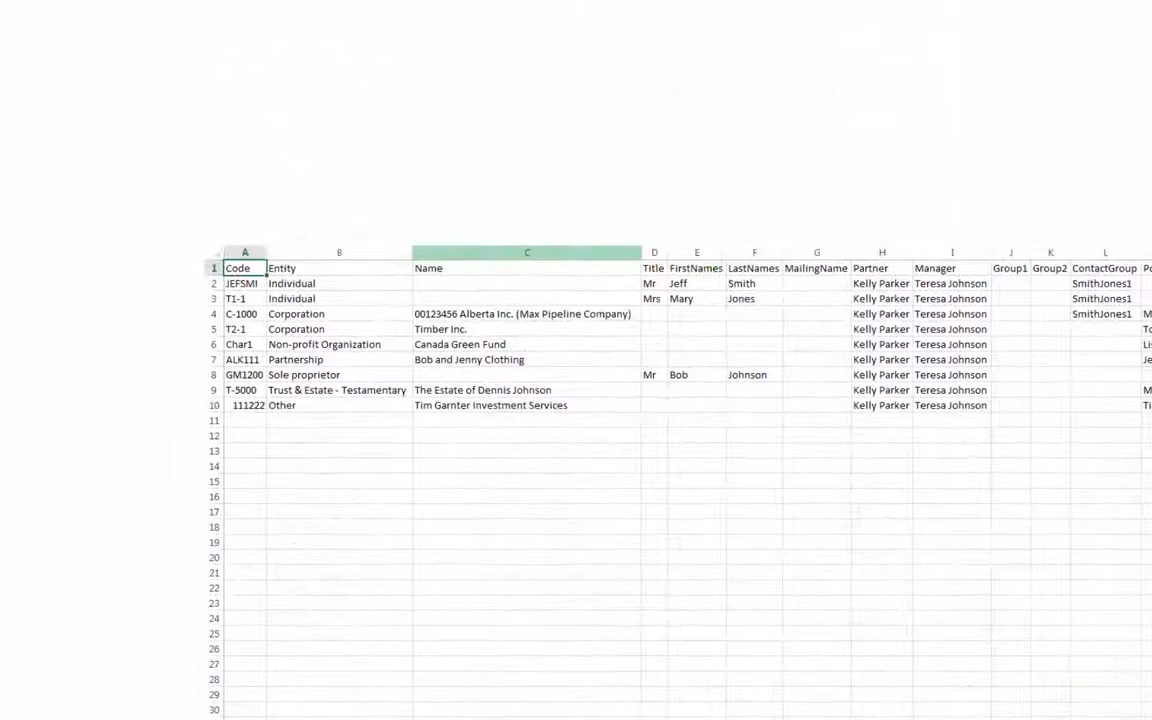 A B C D E F G H I J K L
1 Code Entity Name Title FirstNames LastNames MailingName Partner Manager Group1 Group2 ContactGroup
2 JEFSMI Individual Mr Jeff Smith Kelly Parker Teresa Johnson SmithJones1
3 T1-1 Individual Mrs Mary Jones Kelly Parker Teresa Johnson SmithJones1
4 C-1000 Corporation 00123456 Alberta Inc. (Max Pipeline Company) Kelly Parker Teresa Johnson SmithJones1
5 T2-1 Corporation Timber Inc. Kelly Parker Teresa Johnson
6 Char1 Non-profit Organization Canada Green Fund Kelly Parker Teresa Johnson
7 ALK111 Partnership Bob and Jenny Clothing Kelly Parker Teresa Johnson
8 GM1200 Sole proprietor Mr Bob Johnson Kelly Parker Teresa Johnson
9 T-5000 Trust & Estate - Testamentary The Estate of Dennis Johnson Kelly Parker Teresa Johnson
10 111222 Other Tim Garnter Investment Services Kelly Parker Teresa Johnson
11
12
13
14
15
16
17
18
19
20
21
22
23
24
25
26
27
28
29
30